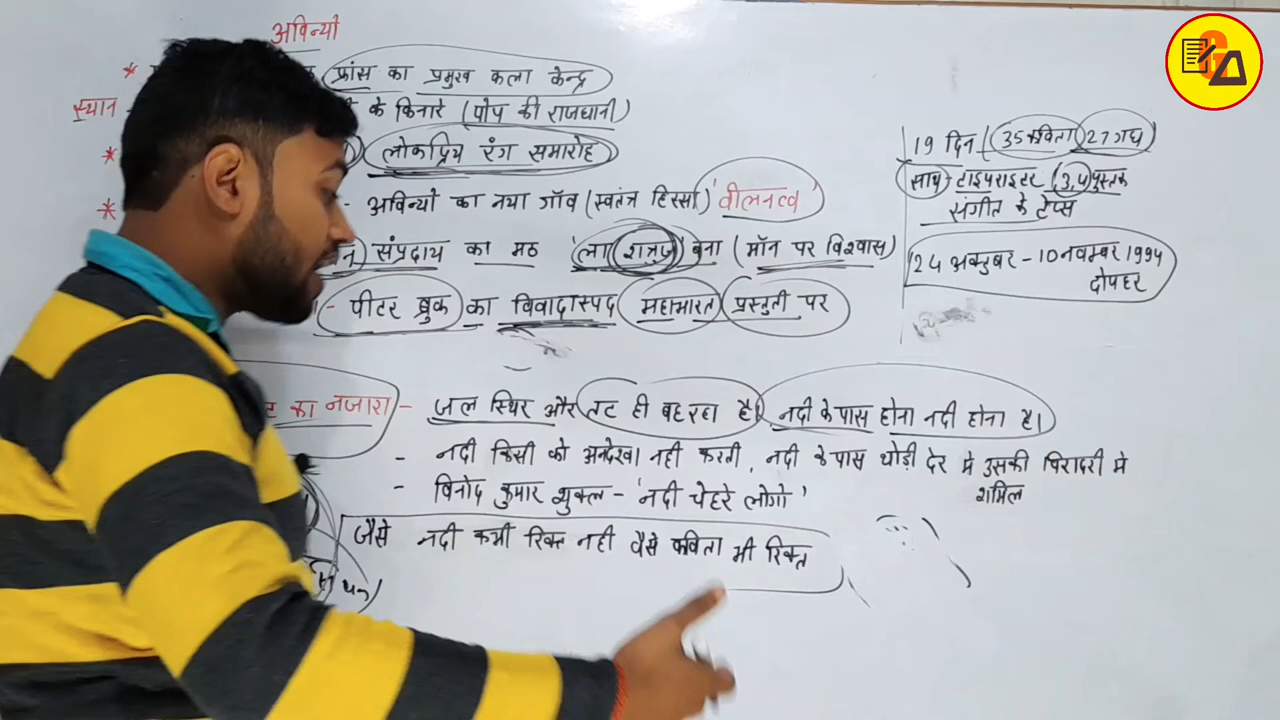 अविन्यो
* फ्रांस का प्रमुख कला केन्द्र
स्थान - के किनारे (पोप की राजधानी)
* लोकप्रिय रंग समारोह
* - अविन्यो का नया गाँव (स्वतंत्र हिस्सा) 'वीलनत्व'
संप्रदाय का मठ 'ला शत्रुज' बना (मॉन पर विश्वास)
- पीटर ब्रुक का विवादास्पद महाभारत प्रस्तुती पर
19 दिन (35 कविता 27 गद्य)
साथ - टाइपराइटर (3,4) पुस्तक
संगीत के टेप्स
24 अक्तुबर - 10 नवम्बर 1994
दोपहर
का नजारा - जल स्थिर और तट ही बह रहा है। नदी के पास होना नदी होना है।
- नदी किसी को अनदेखा नही करती, नदी के पास थोड़ी देर मे उसकी बिरादरी मे
शामिल
- विनोद कुमार शुक्ल - 'नदी चेहरे लोगो'
जैसे नदी कभी रिक्त नही वैसे कविता भी रिक्त